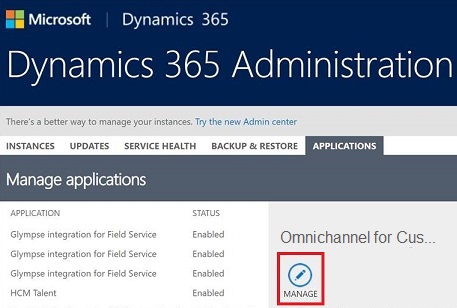 Microsoft Dynamics 365
Dynamics 365 Administration
There's a better way to manage your instances. Try the new Admin center
INSTANCES UPDATES SERVICE HEALTH BACKUP & RESTORE APPLICATIONS
Manage applications
APPLICATION STATUS
Glympse integration for Field Service Enabled
Glympse integration for Field Service Enabled
Glympse integration for Field Service Enabled
HCM Talent Enabled
Omnichannel for Cus...
MANAGE